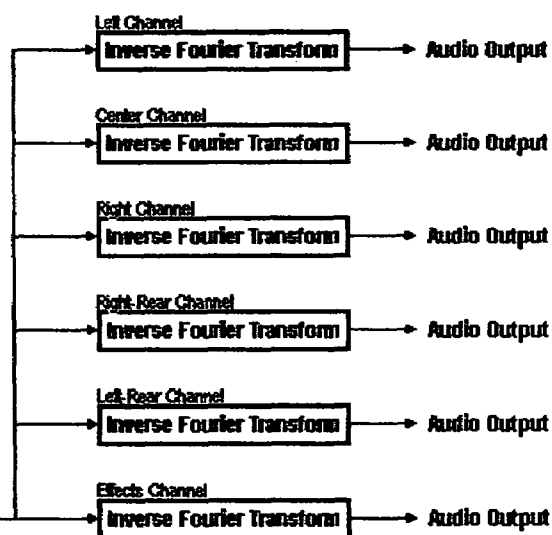 Left Channel
Inverse Fourier Transform Audio Output
Center Channel
Inverse Fourier Transform Audio Output
Right Channel
Inverse Fourier Transform Audio Output
Right-Rear Channel
Inverse Fourier Transform Audio Output
Left-Rear Channel
Inverse Fourier Transform Audio Output
Effects Channel
Inverse Fourier Transform Audio Output